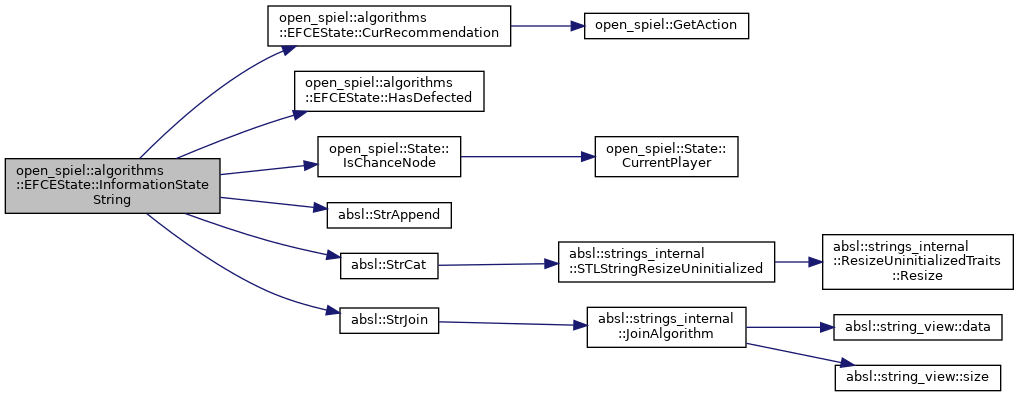 open_spiel::algorithms
::EFCEState::InformationState
String
open_spiel::algorithms
::EFCEState::CurRecommendation
open_spiel::GetAction
open_spiel::algorithms
::EFCEState::HasDefected
open_spiel::State::
IsChanceNode
open_spiel::State::
CurrentPlayer
absl::StrAppend
absl::StrCat
absl::strings_internal
::STLStringResizeUninitialized
absl::strings_internal
::ResizeUninitializedTraits
::Resize
absl::StrJoin
absl::strings_internal
::JoinAlgorithm
absl::string_view::data
absl::string_view::size